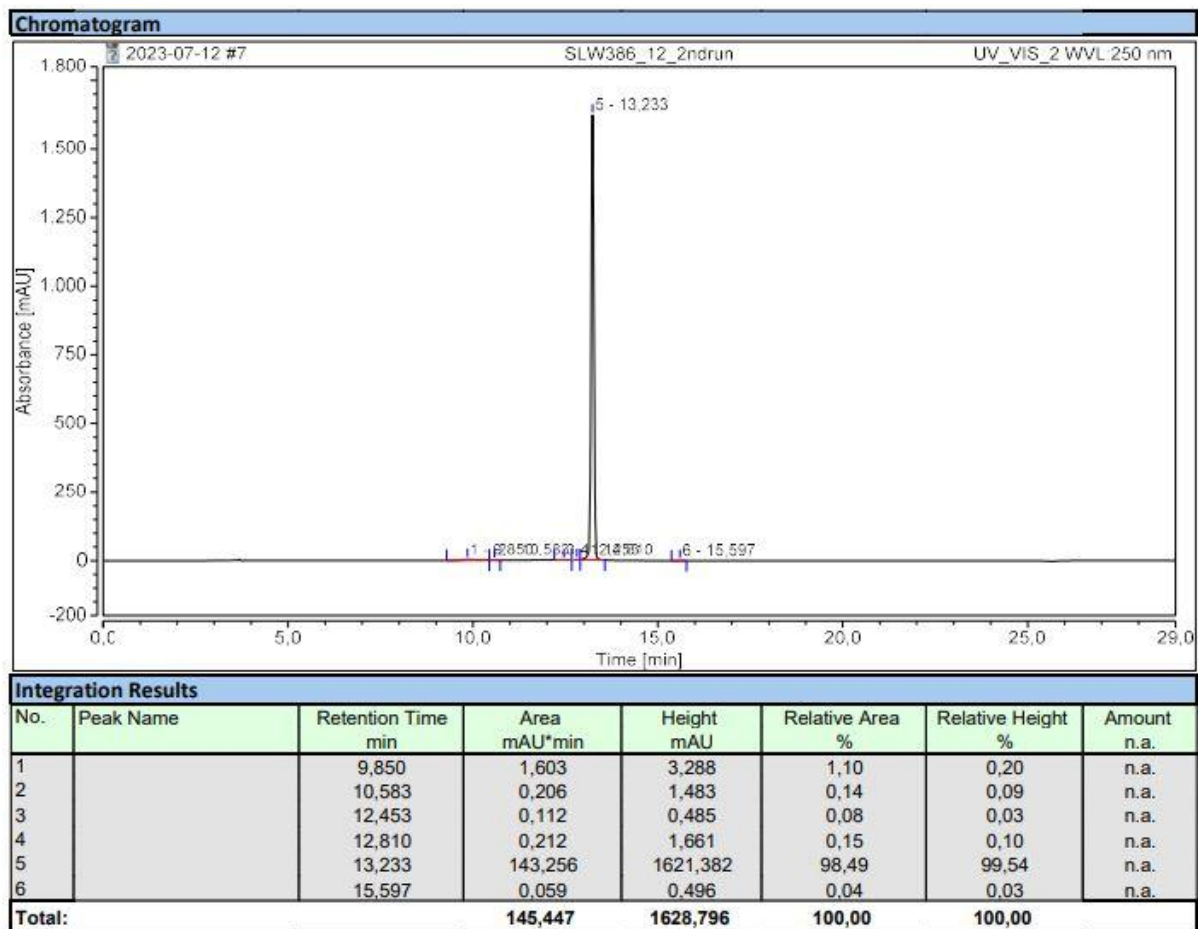 Chromatogram
2023-07-12 #7 SLW386_12_2ndrun UV_VIS_2 WVL:250 nm
1.800
5 - 13,233
1.500
1.250
1.000
750
500
250
0
-200
Absorbance [mAU]
6 - 15,597
0,0 5,0 10,0 15,0 20,0 25,0 29,0
Time [min]
Integration Results
No. Peak Name Retention Time Area Height Relative Area Relative Height Amount
min mAU*min mAU % % n.a.
1 9,850 1,603 3,288 1,10 0,20 n.a.
2 10,583 0,206 1,483 0,14 0,09 n.a.
3 12,453 0,112 0,485 0,08 0,03 n.a.
4 12,810 0,212 1,661 0,15 0,10 n.a.
5 13,233 143,256 1621,382 98,49 99,54 n.a.
6 15,597 0,059 0,496 0,04 0,03 n.a.
Total: 145,447 1628,796 100,00 100,00